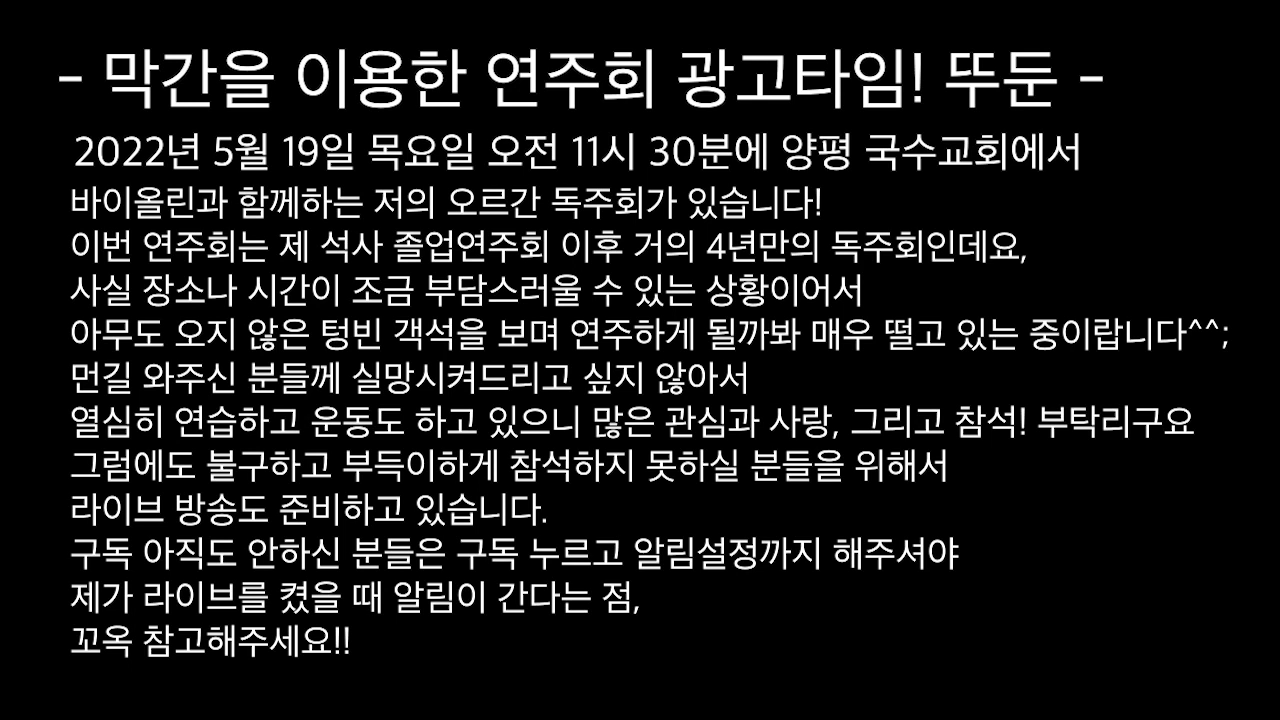 - 막간을 이용한 연주회 광고타임! 뚜둔 -
2022년 5월 19일 목요일 오전 11시 30분에 양평 국수교회에서
바이올린과 함께하는 저의 오르간 독주회가 있습니다!
이번 연주회는 제 석사 졸업연주회 이후 거의 4년만의 독주회인데요,
사실 장소나 시간이 조금 부담스러울 수 있는 상황이어서
아무도 오지 않은 텅빈 객석을 보며 연주하게 될까봐 매우 떨고 있는 중이랍니다^^;
먼길 와주신 분들께 실망시켜드리고 싶지 않아서
열심히 연습하고 운동도 하고 있으니 많은 관심과 사랑, 그리고 참석! 부탁리구요
그럼에도 불구하고 부득이하게 참석하지 못하실 분들을 위해서
라이브 방송도 준비하고 있습니다.
구독 아직도 안하신 분들은 구독 누르고 알림설정까지 해주셔야
제가 라이브를 켰을 때 알림이 간다는 점,
꼬옥 참고해주세요!!